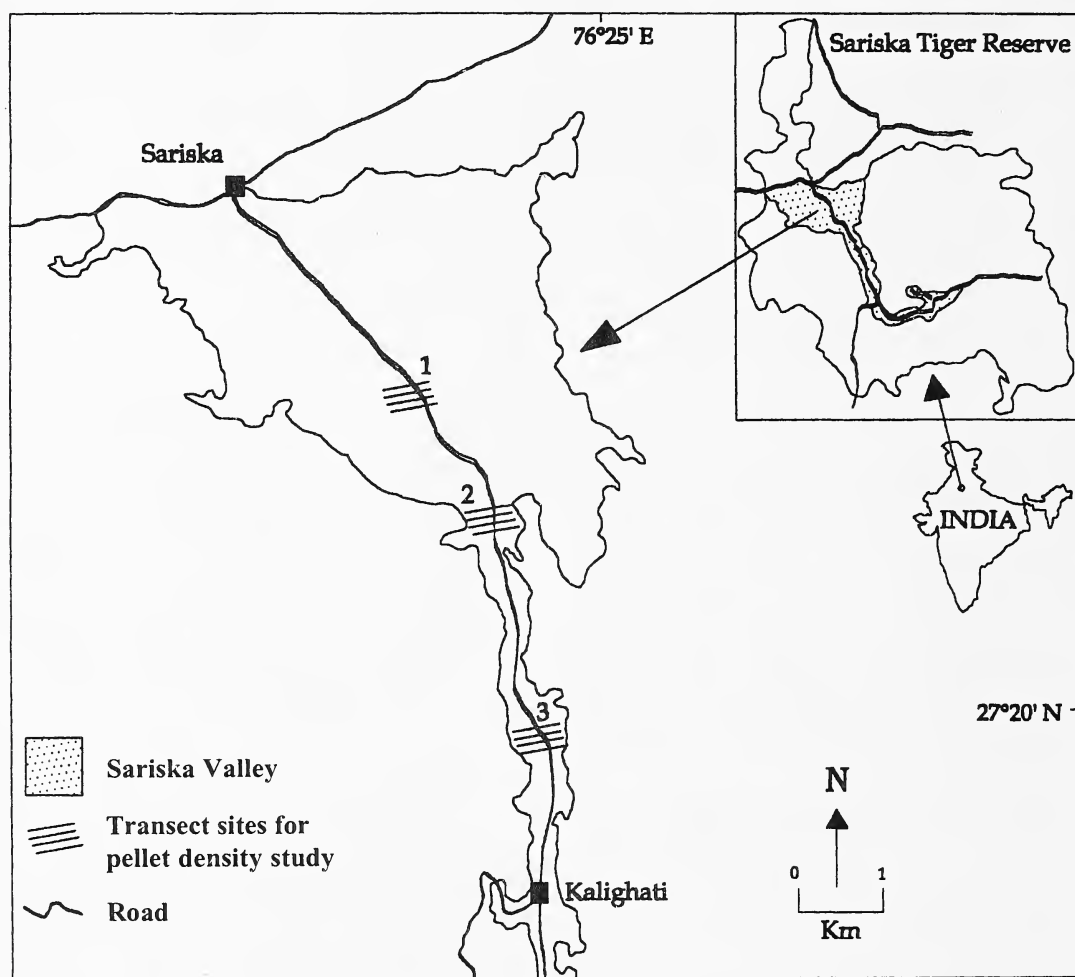 76°25' E
Sariska Tiger Reserve
Sariska
1
2
INDIA
3
27°20' N
Sariska Valley
N
Transect sites for
pellet density study
0 1
Kalighati
Road
Km